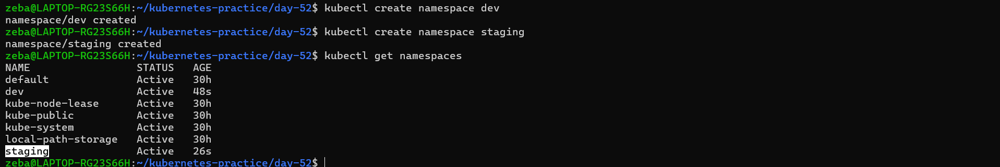 zeba@LAPTOP-RG23S66H:~/kubernetes-practice/day-52$ kubectl create namespace dev
namespace/dev created
zeba@LAPTOP-RG23S66H:~/kubernetes-practice/day-52$ kubectl create namespace staging
namespace/staging created
zeba@LAPTOP-RG23S66H:~/kubernetes-practice/day-52$ kubectl get namespaces
NAME                 STATUS   AGE
default              Active   30h
dev                  Active   48s
kube-node-lease      Active   30h
kube-public          Active   30h
kube-system          Active   30h
local-path-storage   Active   30h
staging              Active   26s
zeba@LAPTOP-RG23S66H:~/kubernetes-practice/day-52$